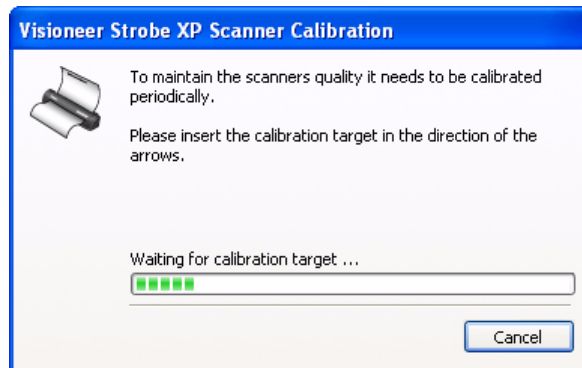 Visioneer Strobe XP Scanner Calibration
To maintain the scanners quality it needs to be calibrated
periodically.
Please insert the calibration target in the direction of the
arrows.
Waiting for calibration target ...
Cancel